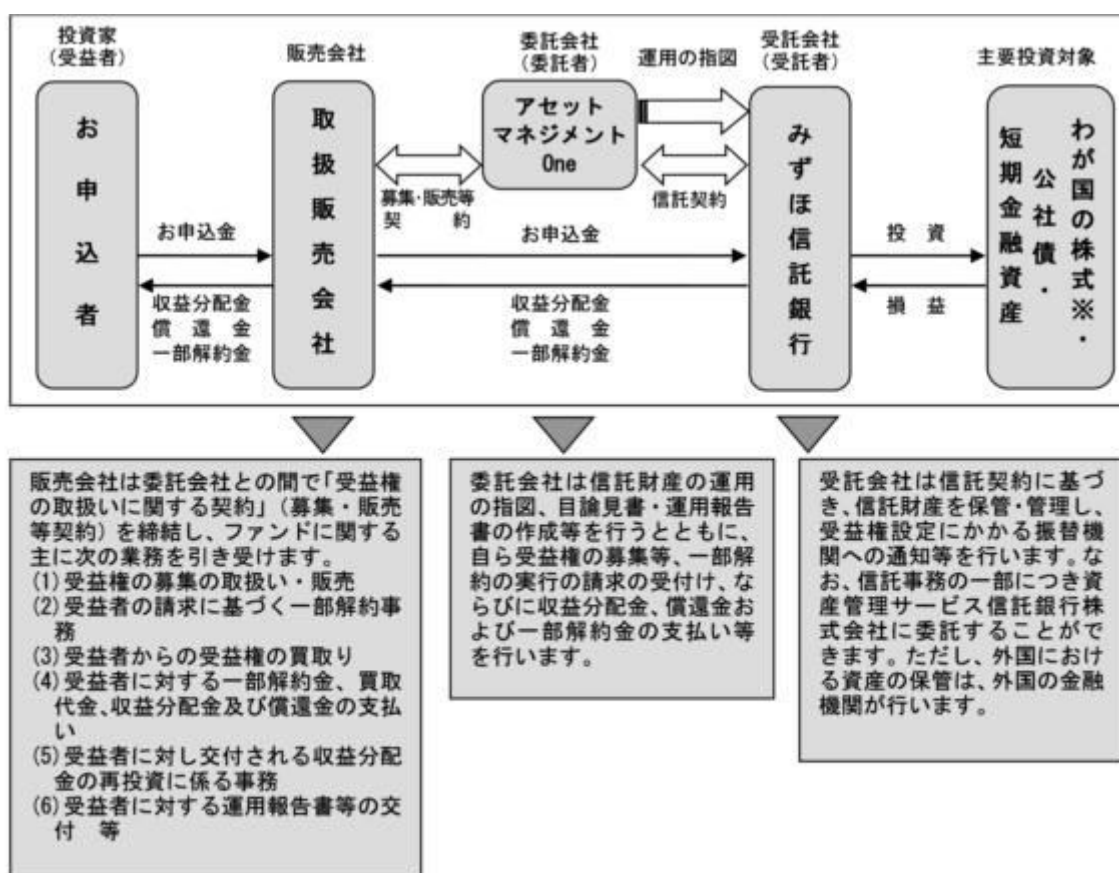 投資家
(受益者)
販売会社
委託会社
(委託者)
運用の指図
受託会社
(受託者)
主要投資対象
お申込者
取扱販売会社
アセット
マネジメント
One
みずほ信託銀行
わが国の株式※・
公社債・
短期金融資産
募集・販売等
契　約
信託契約
お申込金
お申込金
投　資
収益分配金
償　還　金
一部解約金
収益分配金
償　還　金
一部解約金
損　益
販売会社は委託会社との間で「受益権
の取扱いに関する契約」(募集・販売
等契約)を締結し、ファンドに関する
主に次の業務を引き受けます。
(1)受益権の募集の取扱い・販売
(2)受益者の請求に基づく一部解約事
務
(3)受益者からの受益権の買取り
(4)受益者に対する一部解約金、買取
代金、収益分配金及び償還金の支払
い
(5)受益者に対し交付される収益分配
金の再投資に係る事務
(6)受益者に対する運用報告書等の交
付　等
委託会社は信託財産の運用
の指図、目論見書・運用報告
書の作成等を行うとともに、
自ら受益権の募集等、一部解
約の実行の請求の受付け、な
らびに収益分配金、償還金お
よび一部解約金の支払い等
を行います。
受託会社は信託契約に基づ
き、信託財産を保管・管理し、
受益権設定にかかる振替機
関への通知等を行います。な
お、信託事務の一部につき資
産管理サービス信託銀行株
式会社に委託することがで
きます。ただし、外国におけ
る資産の保管は、外国の金融
機関が行います。